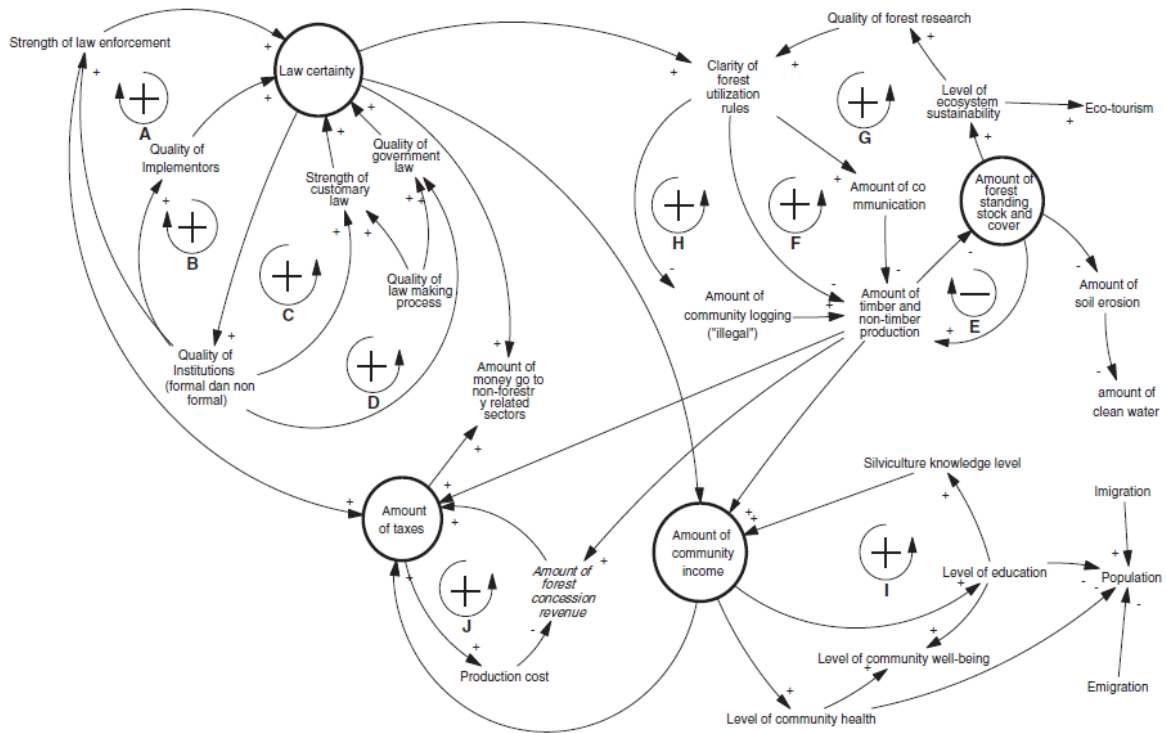 Quality of forest research
Strength of law enforcement
+
+
+
+
Law certainty
+
+
Clarity of
forest
utilization
rules
+
+
+
A
+
G
Level of
ecosystem
sustainability
Eco-tourism
+
+
+
Quality of
government
law
Quality of
Implementors
Strength of
customary
law
+
+
+
+
+
+
B
+
H
+
F
+
Amount of co
mmunication
Amount of
forest
standing
stock and
cover
+
C
Quality of
law making
process
-
-
-
-
+
-
E
Amount of
soil erosion
Amount of
community logging
("illegal")
Amount of
timber and
non-timber
production
+
+
+
Quality of
Institutions
(formal dan non
formal)
+
D
+
Amount of
money go to
non-forestr
y related
sectors
-
amount of
clean water
+
Silviculture knowledge level
+
+
+
Amount
of taxes
+
+
+
Amount of
community
income
+
Imigration
+
I
+
Level of education
+
-
Population
-
-
+
+
J
Amount of
forest
concession
revenue
+
-
+
Production cost
+
Level of community well-being
+
+
Level of community health
Emigration